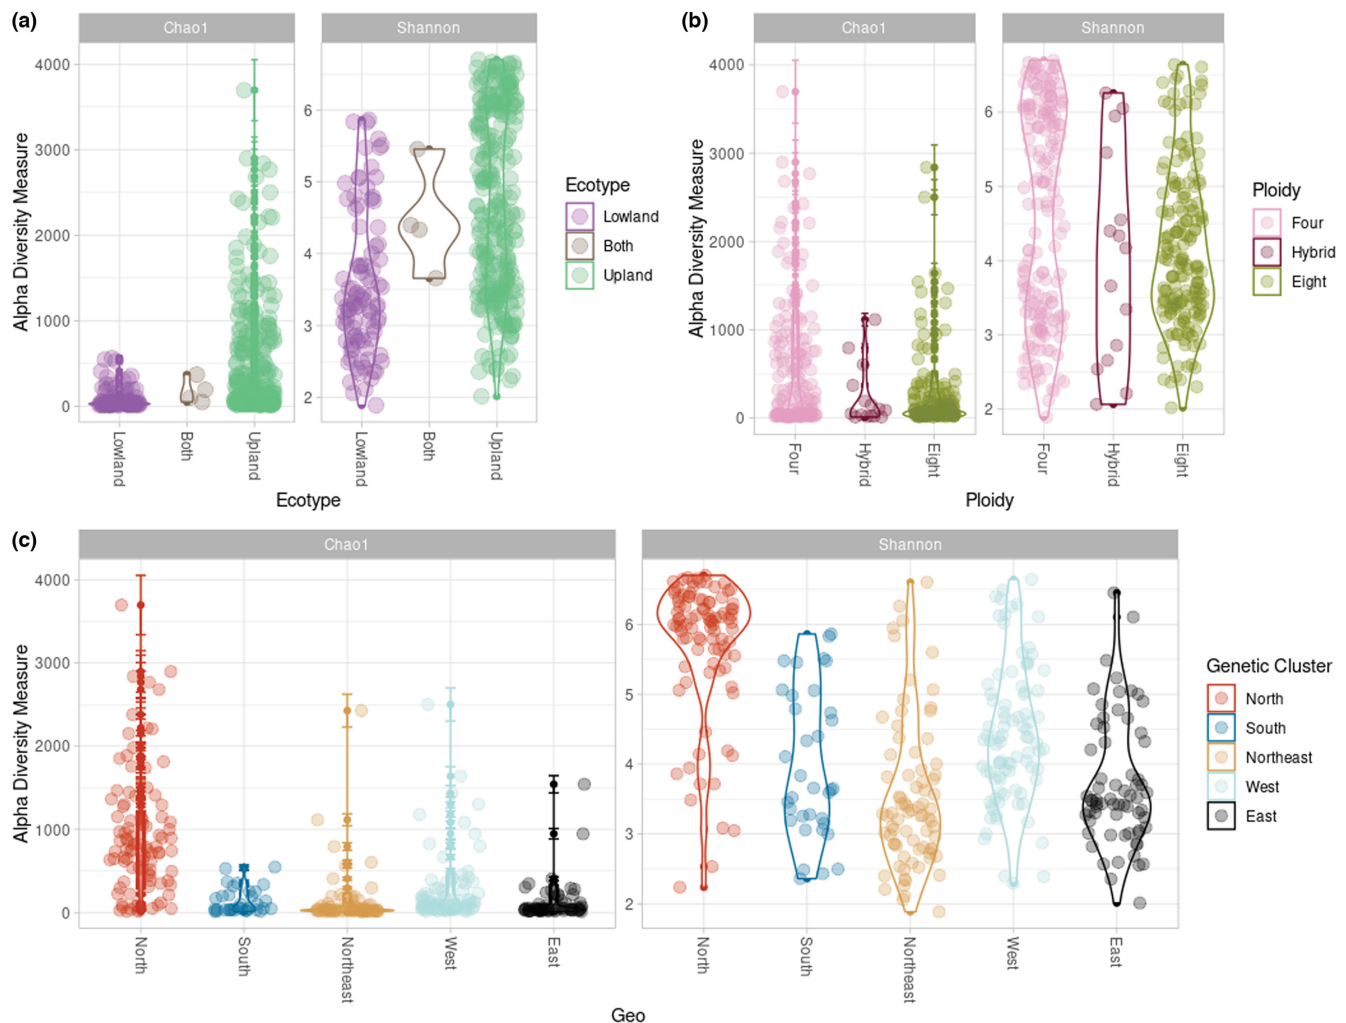 (a)
Chao1
Shannon
Alpha Diversity Measure
4000
3000
2000
1000
0
6
5
4
3
2
Lowland
Both
Upland
Lowland
Both
Upland
Ecotype
Ecotype
Lowland
Both
Upland
(b)
Chao1
Shannon
Alpha Diversity Measure
4000
3000
2000
1000
0
6
5
4
3
2
Four
Hybrid
Eight
Four
Hybrid
Eight
Ploidy
Ploidy
Four
Hybrid
Eight
(c)
Chao1
Shannon
Alpha Diversity Measure
4000
3000
2000
1000
0
6
5
4
3
2
North
South
Northeast
West
East
North
South
Northeast
West
East
Geo
Genetic Cluster
North
South
Northeast
West
East